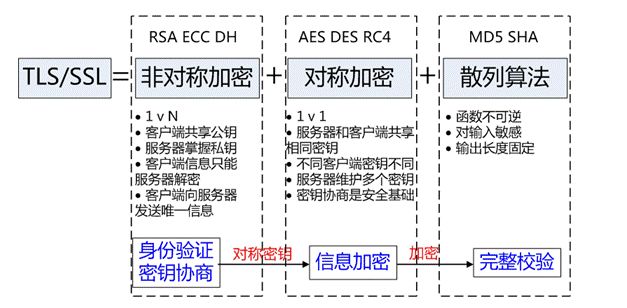 RSA ECC DH
AES DES RC4
MD5 SHA
TLS/SSL=非对称加密+对称加密+散列算法
• 1 v N
• 客户端共享公钥
• 服务器掌握私钥
• 客户端信息只能
服务器解密
• 客户端向服务器
发送唯一信息
• 1 v 1
• 服务器和客户端共享
相同密钥
• 不同客户端密钥不同
• 服务器维护多个密钥
• 密钥协商是安全基础
• 函数不可逆
• 对输入敏感
• 输出长度固定
身份验证
密钥协商
对称密钥
信息加密
加密
完整校验